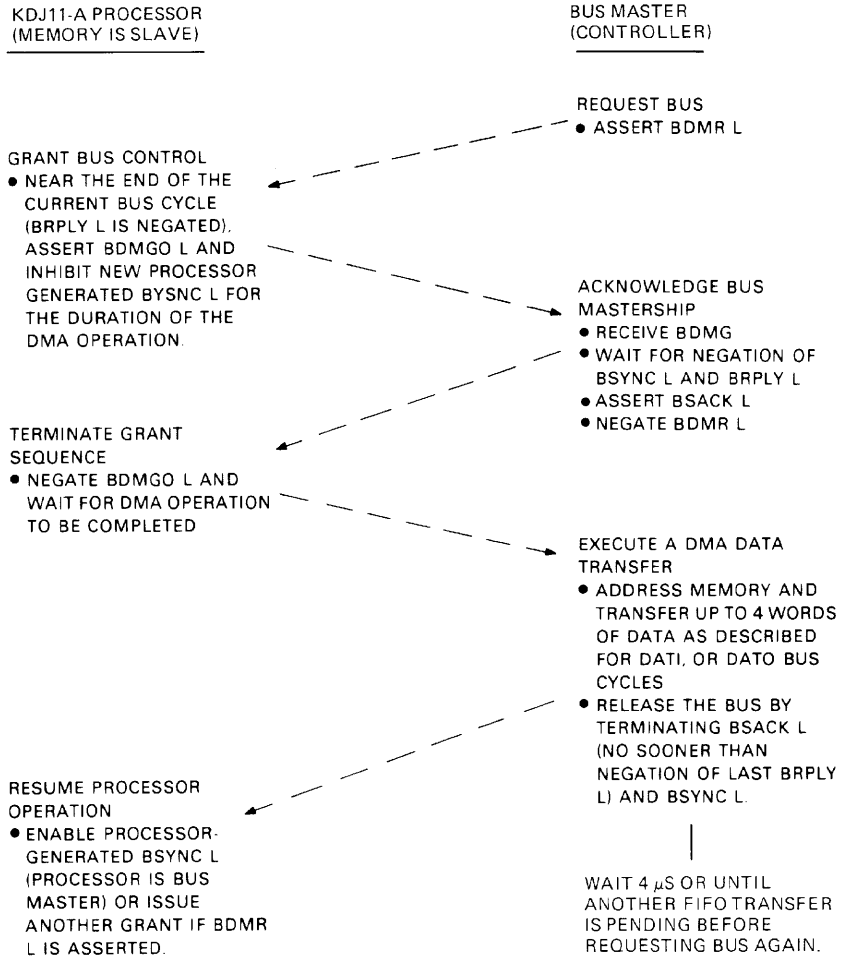 KDJ11-A PROCESSOR
(MEMORY IS SLAVE)
BUS MASTER
(CONTROLLER)
REQUEST BUS
● ASSERT BDMR L
GRANT BUS CONTROL
● NEAR THE END OF THE
CURRENT BUS CYCLE
(BRPLY L IS NEGATED).
ASSERT BDMGO L AND
INHIBIT NEW PROCESSOR
GENERATED BYSNC L FOR
THE DURATION OF THE
DMA OPERATION.
ACKNOWLEDGE BUS
MASTERSHIP
● RECEIVE BDMG
● WAIT FOR NEGATION OF
BSYNC L AND BRPLY L
● ASSERT BSACK L
● NEGATE BDMR L
TERMINATE GRANT
SEQUENCE
● NEGATE BDMGO L AND
WAIT FOR DMA OPERATION
TO BE COMPLETED
EXECUTE A DMA DATA
TRANSFER
● ADDRESS MEMORY AND
TRANSFER UP TO 4 WORDS
OF DATA AS DESCRIBED
FOR DATI, OR DATO BUS
CYCLES
● RELEASE THE BUS BY
TERMINATING BSACK L
(NO SOONER THAN
NEGATION OF LAST BRPLY
L) AND BSYNC L.
RESUME PROCESSOR
OPERATION
● ENABLE PROCESSOR-
GENERATED BSYNC L
(PROCESSOR IS BUS
MASTER) OR ISSUE
ANOTHER GRANT IF BDMR
L IS ASSERTED.
WAIT 4 μS OR UNTIL
ANOTHER FIFO TRANSFER
IS PENDING BEFORE
REQUESTING BUS AGAIN.